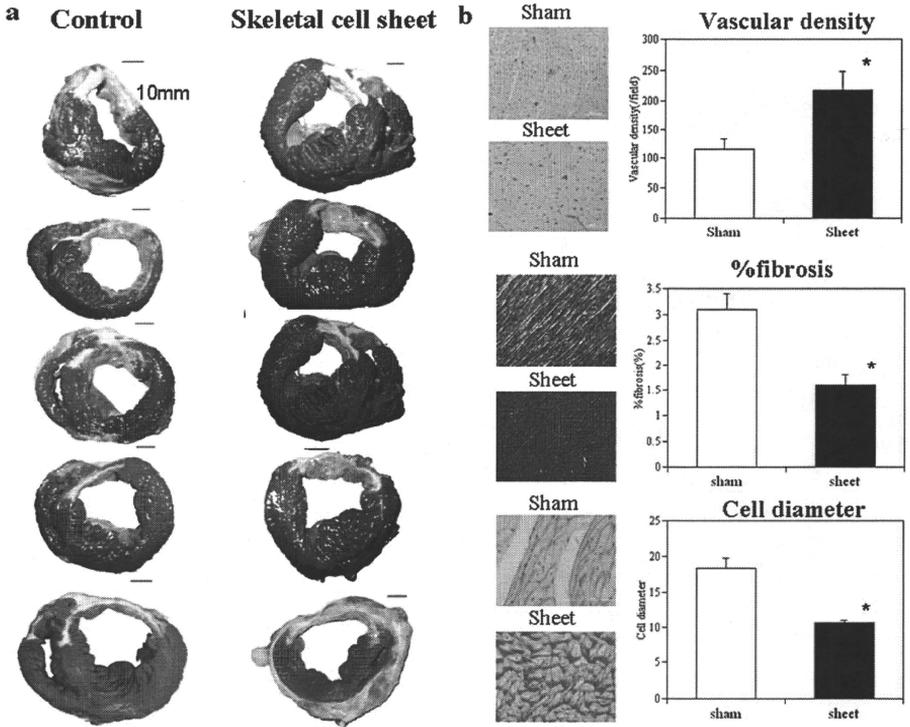 a
Control
Skeletal cell sheet
10mm
b
Sham
Sheet
Vascular density
Vascular density(/field)
300
250
200
150
100
50
0
*
Sham
Sheet
Sham
Sheet
%fibrosis
%fibrosis(%)
3.5
3
2.5
2
1.5
1
0.5
0
*
sham
sheet
Sham
Sheet
Cell diameter
Cell diameter
25
20
15
10
5
0
*
sham
sheet